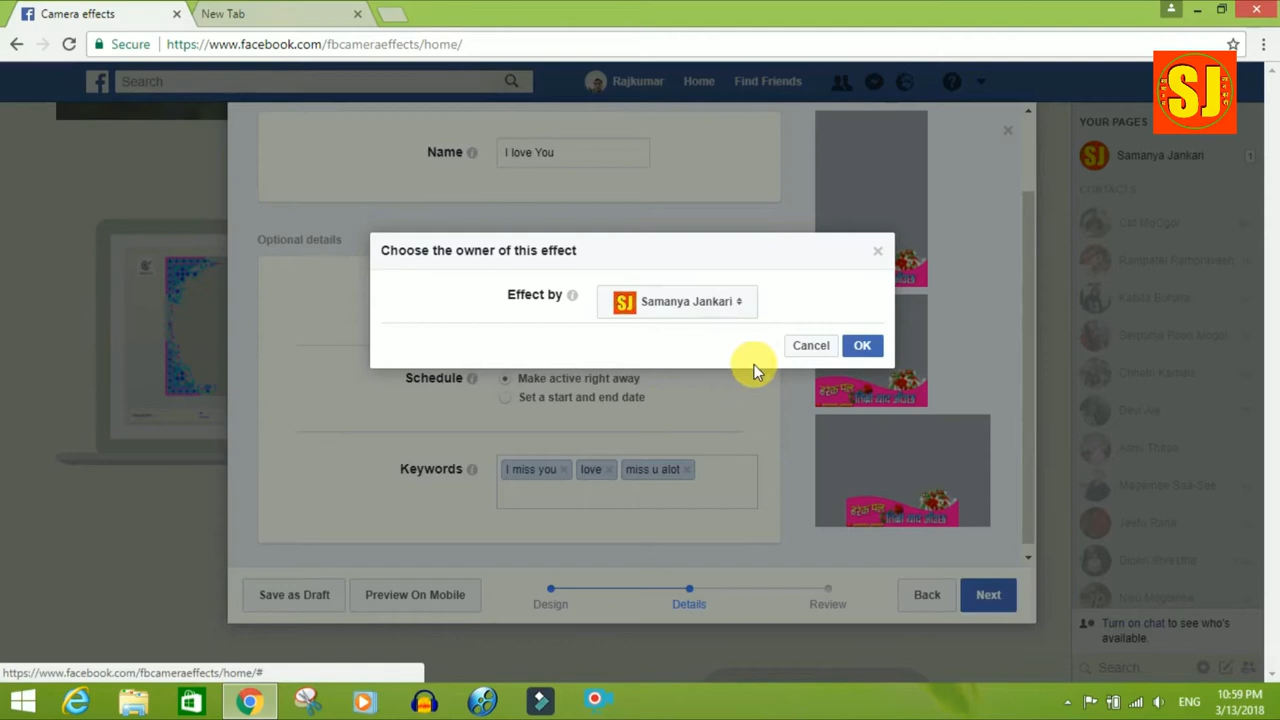 Camera effects
New Tab
Secure
https://www.facebook.com/fbcameraeffects/home/
SJ
Search
Rajkumar
Home
Find Friends
YOUR PAGES
SJ Samanya Jankari 1
CONTACTS
Name
I love You
Optional details
Choose the owner of this effect
Effect by
SJ Samanya Jankari
Cancel
OK
Schedule
Make active right away
Set a start and end date
Keywords
I miss you
love
miss u alot
Save as Draft
Preview On Mobile
Design
Details
Review
Back
Next
Turn on chat to see who's
available.
Search...
https://www.facebook.com/fbcameraeffects/home/#
ENG
10:59 PM
3/13/2018